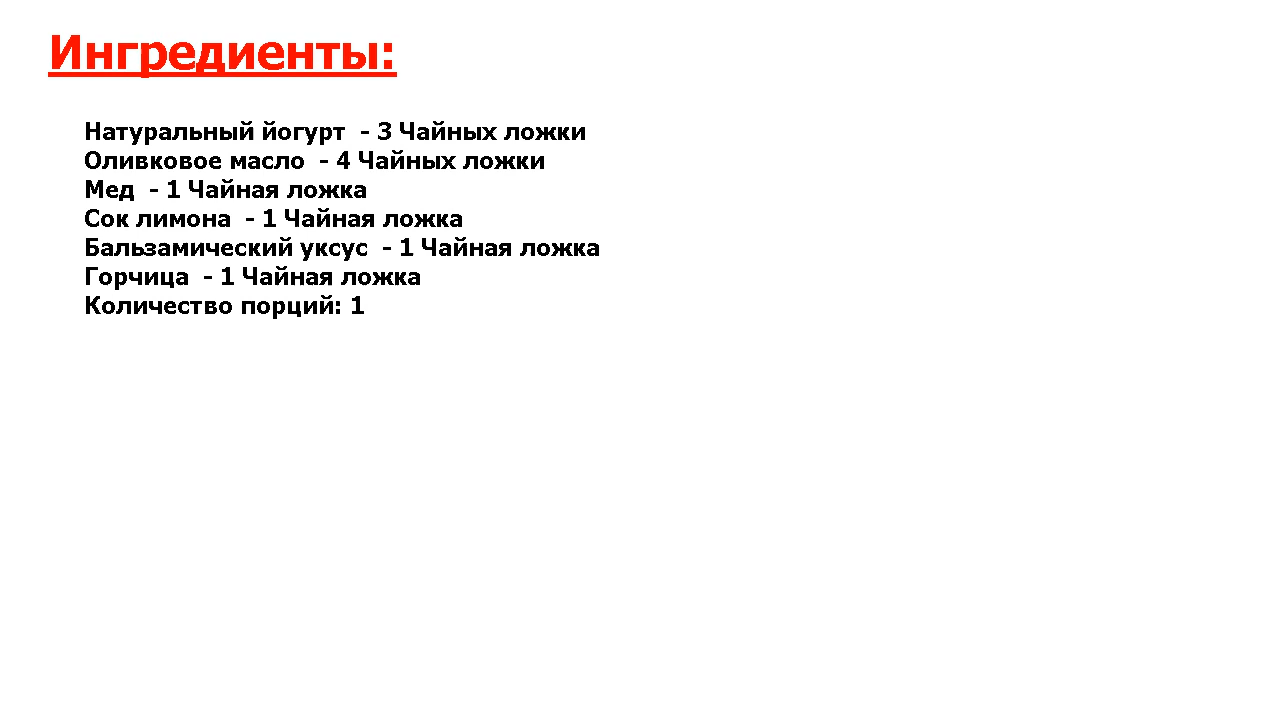 Ингредиенты:
Натуральный йогурт  - 3 Чайных ложки
Оливковое масло  - 4 Чайных ложки
Мед  - 1 Чайная ложка
Сок лимона  - 1 Чайная ложка
Бальзамический уксус  - 1 Чайная ложка
Горчица  - 1 Чайная ложка
Количество порций: 1